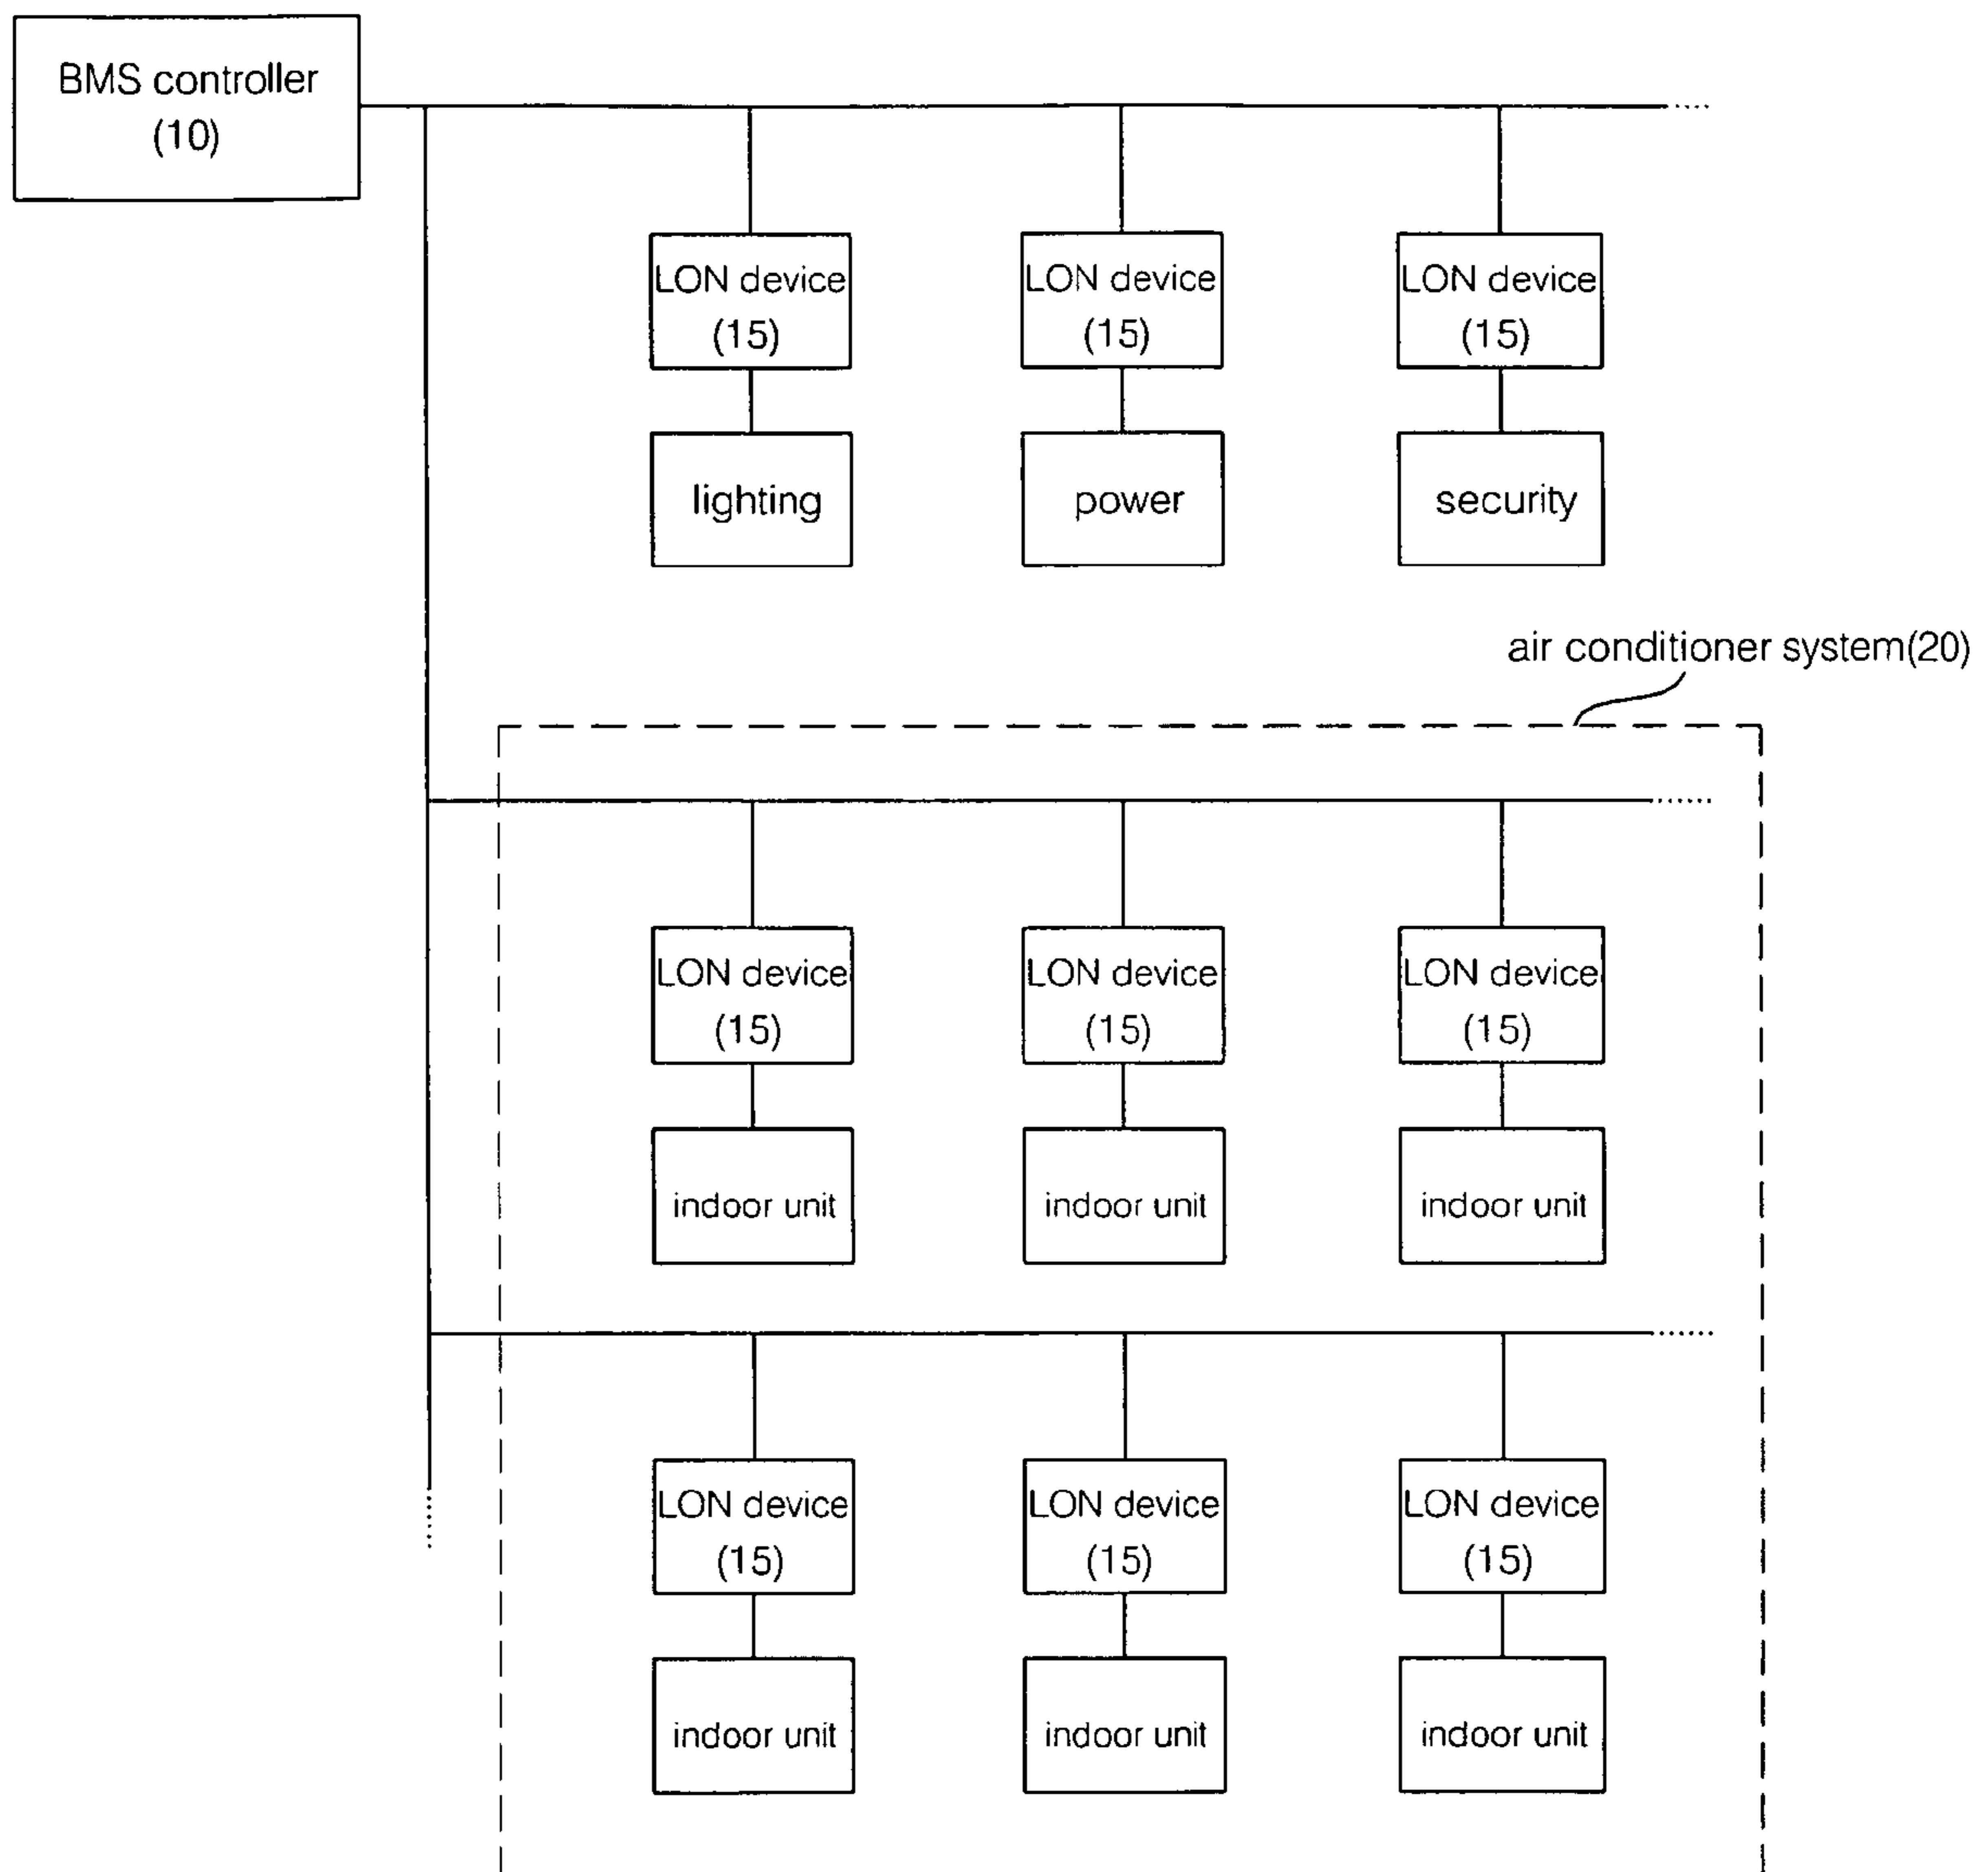 BMS controller
(10)
LON device
(15)
LON device
(15)
LON device
(15)
lighting
power
security
air conditioner system(20)
LON device
(15)
LON device
(15)
LON device
(15)
indoor unit
indoor unit
indoor unit
LON device
(15)
LON device
(15)
LON device
(15)
indoor unit
indoor unit
indoor unit